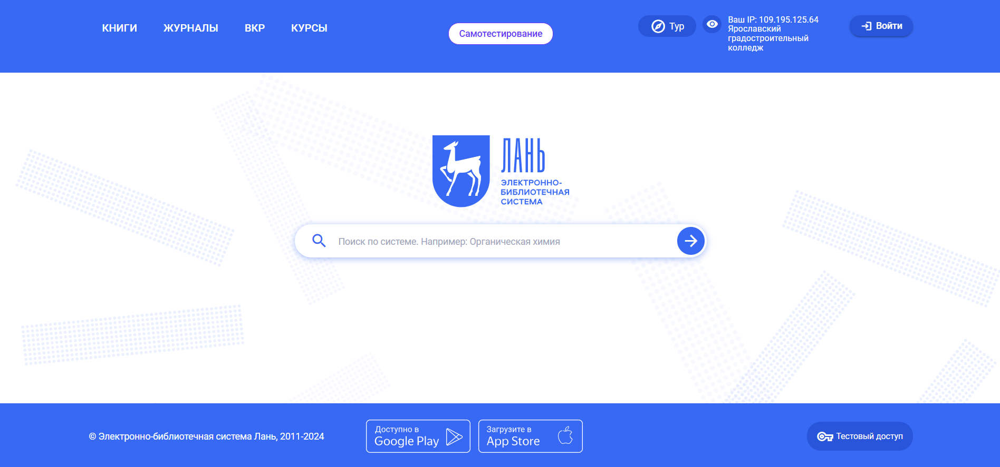 КНИГИ
ЖУРНАЛЫ
ВКР
КУРСЫ
Самотестирование
Тур
Ваш IP: 109.195.125.64
Ярославский
градостроительный
колледж
Войти
ЛАНЬ
ЭЛЕКТРОННО-
БИБЛИОТЕЧНАЯ
СИСТЕМА
Поиск по системе. Например: Органическая химия
© Электронно-библиотечная система Лань, 2011-2024
Доступно в
Google Play
Загрузите в
App Store
Тестовый доступ